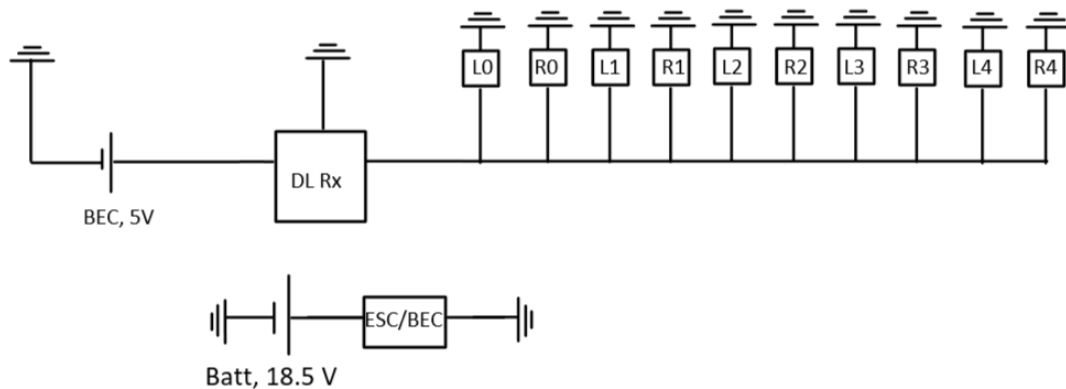 L0 R0 L1 R1 L2 R2 L3 R3 L4 R4
DL Rx
BEC, 5V
ESC/BEC
Batt, 18.5 V